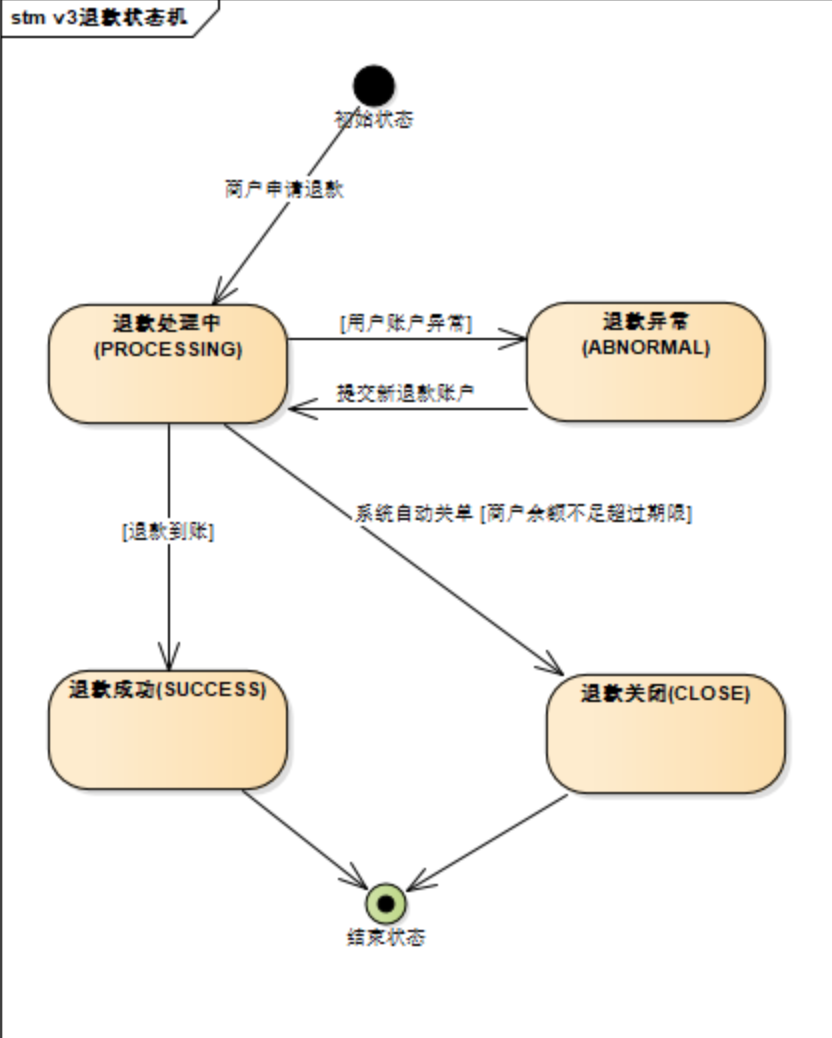 stm v3退款状态机
初始状态
商户申请退款
退款处理中
(PROCESSING)
[用户账户异常]
退款异常
(ABNORMAL)
提交新退款账户
系统自动关单 [商户余额不足超过期限]
[退款到账]
退款成功(SUCCESS)
退款关闭(CLOSE)
结束状态